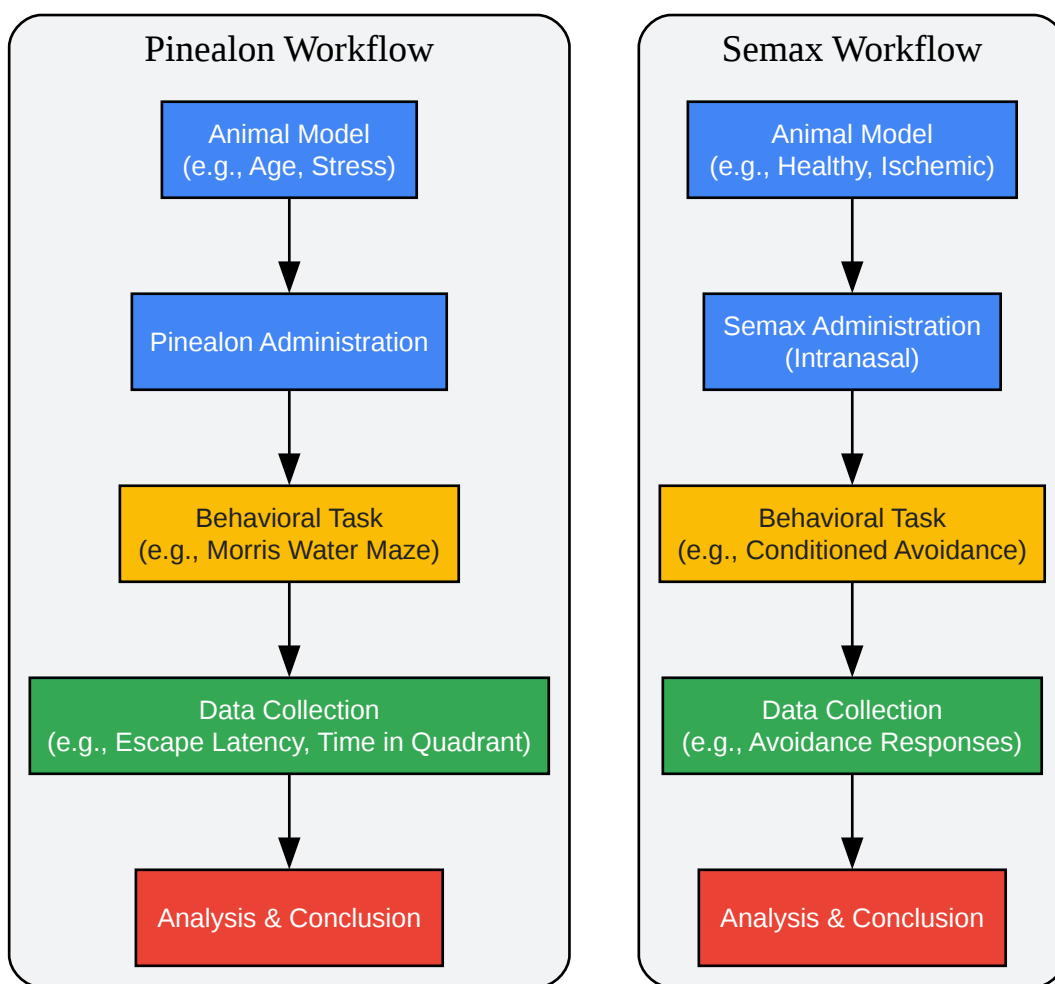 Pinealon Workflow
Animal Model
(e.g., Age, Stress)
Pinealon Administration
Behavioral Task
(e.g., Morris Water Maze)
Data Collection
(e.g., Escape Latency, Time in Quadrant)
Analysis & Conclusion
Semax Workflow
Animal Model
(e.g., Healthy, Ischemic)
Semax Administration
(Intranasal)
Behavioral Task
(e.g., Conditioned Avoidance)
Data Collection
(e.g., Avoidance Responses)
Analysis & Conclusion